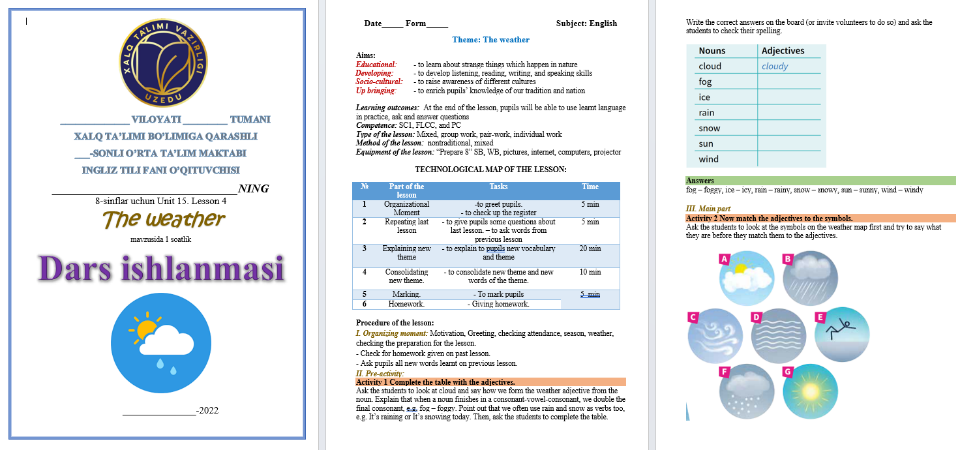 XALQ TALIMI VAZIRLIGI
UZEDU
_______________ VILOYATI __________ TUMANI
XALQ TA'LIMI BO'LIMIGA QARASHLI
___-SONLI O'RTA TA'LIM MAKTABI
INGLIZ TILI FANI O'QITUVCHISI
______________________________NING
8-sinflar uchun Unit 15. Lesson 4
The weather
mavzusida 1 soatlik
Dars ishlanmasi
________________-2022
Date_____ Form_____ Subject: English
Theme: The weather
Aims:
Educational: - to learn about strange things which happen in nature
Developing: - to develop listening, reading, writing, and speaking skills
Socio-cultural: - to raise awareness of different cultures
Up bringing: - to enrich pupils' knowledge of our tradition and nation
Learning outcomes: At the end of the lesson, pupils will be able to use learnt language
in practice, ask and answer questions
Competence: SC1, FLCC, and PC
Type of the lesson: Mixed, group work, pair-work, individual work
Method of the lesson: nontraditional, mixed
Equipment of the lesson: "Prepare 8" SB, WB, pictures, internet, computers, projector
TECHNOLOGICAL MAP OF THE LESSON:
№ Part of the lesson Tasks Time
1 Organizational Moment -to greet pupils. - to check up the register 5 min
2 Repeating last lesson. - to give pupils some questions about last lesson. – to ask words from previous lesson 5 min
3 Explaining new theme - to explain to pupils new vocabulary and theme 20 min
4 Consolidating new theme. - to consolidate new theme and new words of the theme. 10 min
5 Marking. - To mark pupils 5 min
6 Homework. - Giving homework.
Procedure of the lesson:
I. Organizing moment: Motivation, Greeting, checking attendance, season, weather,
checking the preparation for the lesson.
- Check for homework given on past lesson.
- Ask pupils all new words learnt on previous lesson.
II. Pre-activity:
Activity 1 Complete the table with the adjectives.
Ask the students to look at cloud and say how we form the weather adjective from the
noun. Explain that when a noun finishes in a consonant-vowel-consonant, we double the
final consonant, e.g. fog – foggy. Point out that we often use rain and snow as verbs too,
e.g. It's raining or It's snowing today. Then, ask the students to complete the table.
Write the correct answers on the board (or invite volunteers to do so) and ask the
students to check their spelling.
Nouns Adjectives
cloud cloudy
fog
ice
rain
snow
sun
wind
Answers
fog – foggy, ice – icy, rain – rainy, snow – snowy, sun – sunny, wind – windy
III. Main part
Activity 2 Now match the adjectives to the symbols.
Ask the students to look at the symbols on the weather map first and try to say what
they are before they match them to the adjectives.
A B
C D E
F G